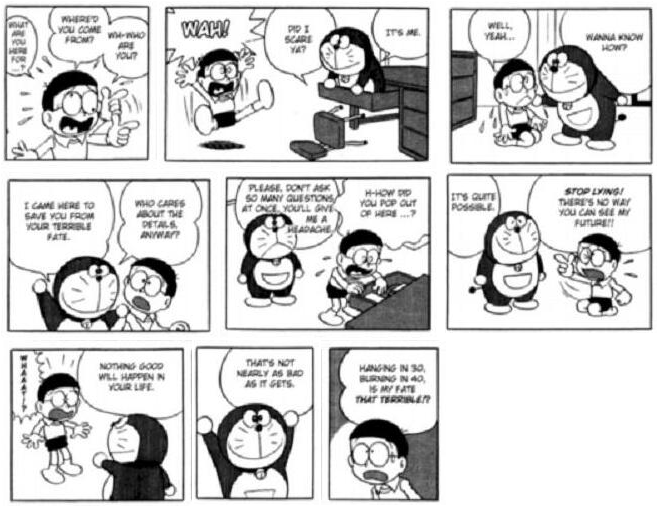 WANNA KNOW
HOW?
WELL,
YEAH...
IT'S ME.
DID I
SCARE
YA?
WAH!
WH-WHO
ARE
YOU?
WHERE'D
YOU COME
FROM?
WHAT
ARE
YOU
HERE
FOR
...?
STOP LYING!
THERE'S NO WAY
YOU CAN SEE MY
FUTURE!!
IT'S QUITE
POSSIBLE.
H-HOW DID
YOU POP OUT
OF HERE ...?
PLEASE, DON'T ASK
SO MANY QUESTIONS
AT ONCE. YOU'LL GIVE
ME A
HEADACHE.
WHO CARES
ABOUT THE
DETAILS,
ANYWAY?
I CAME HERE TO
SAVE YOU FROM
YOUR TERRIBLE
FATE.
HANGING IN 30,
BURNING IN 40,
IS MY FATE
THAT TERRIBLE!?
THAT'S NOT
NEARLY AS BAD
AS IT GETS.
NOTHING GOOD
WILL HAPPEN IN
YOUR LIFE.
WHAAAT!?